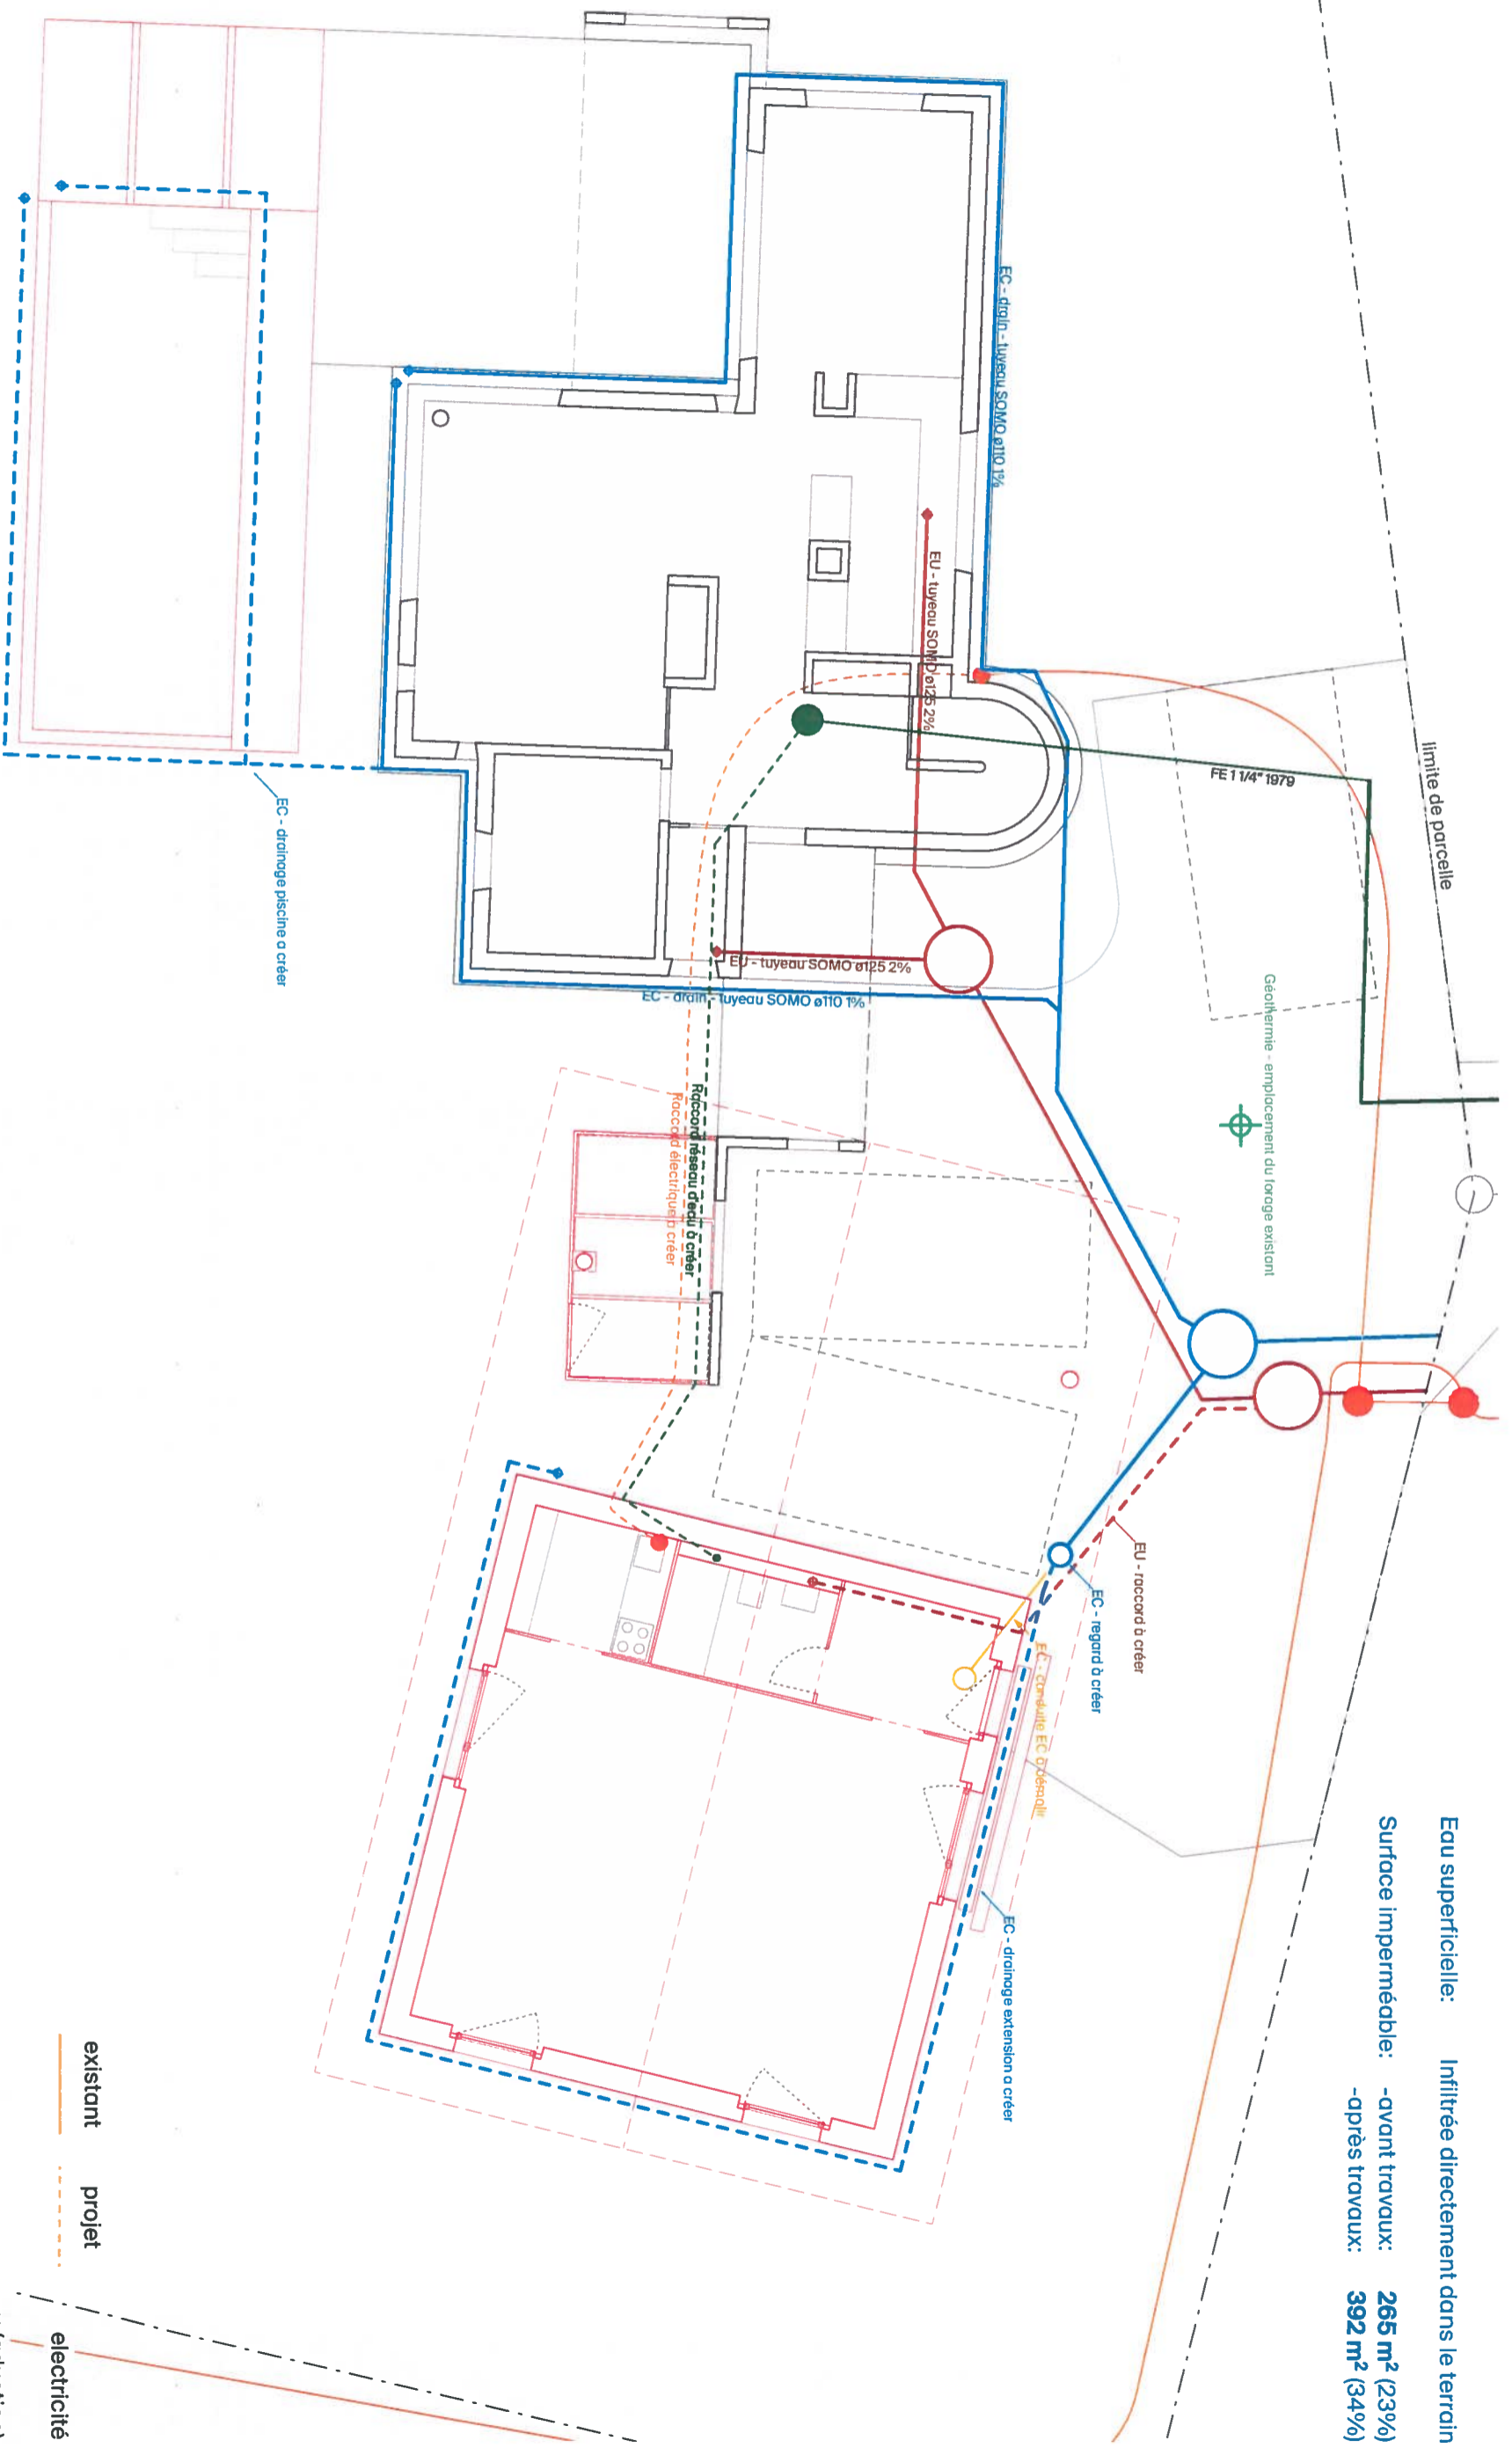 Eau superficielle: Infiltrée directement dans le terrain
Surface imperméable: -avant travaux: 265 m² (23%)
-après travaux: 392 m² (34%)
limite de parcelle
FE 1 1/4" 1979
Géothermie - emplacement du forage existant
EC - drain - tuyeau SOMO ø110 1%
EU - tuyeau SOMO ø125 2%
EU - tuyeau SOMO ø125 2%
EC - drain - tuyeau SOMO ø110 1%
Raccord réseau d'eau à créer
Raccord électrique à créer
EU - raccord à créer
EC - regard à créer
EC - conduite EC à démolir
EC - drainage extension a créer
EC - drainage piscine a créer
existant projet
electricité